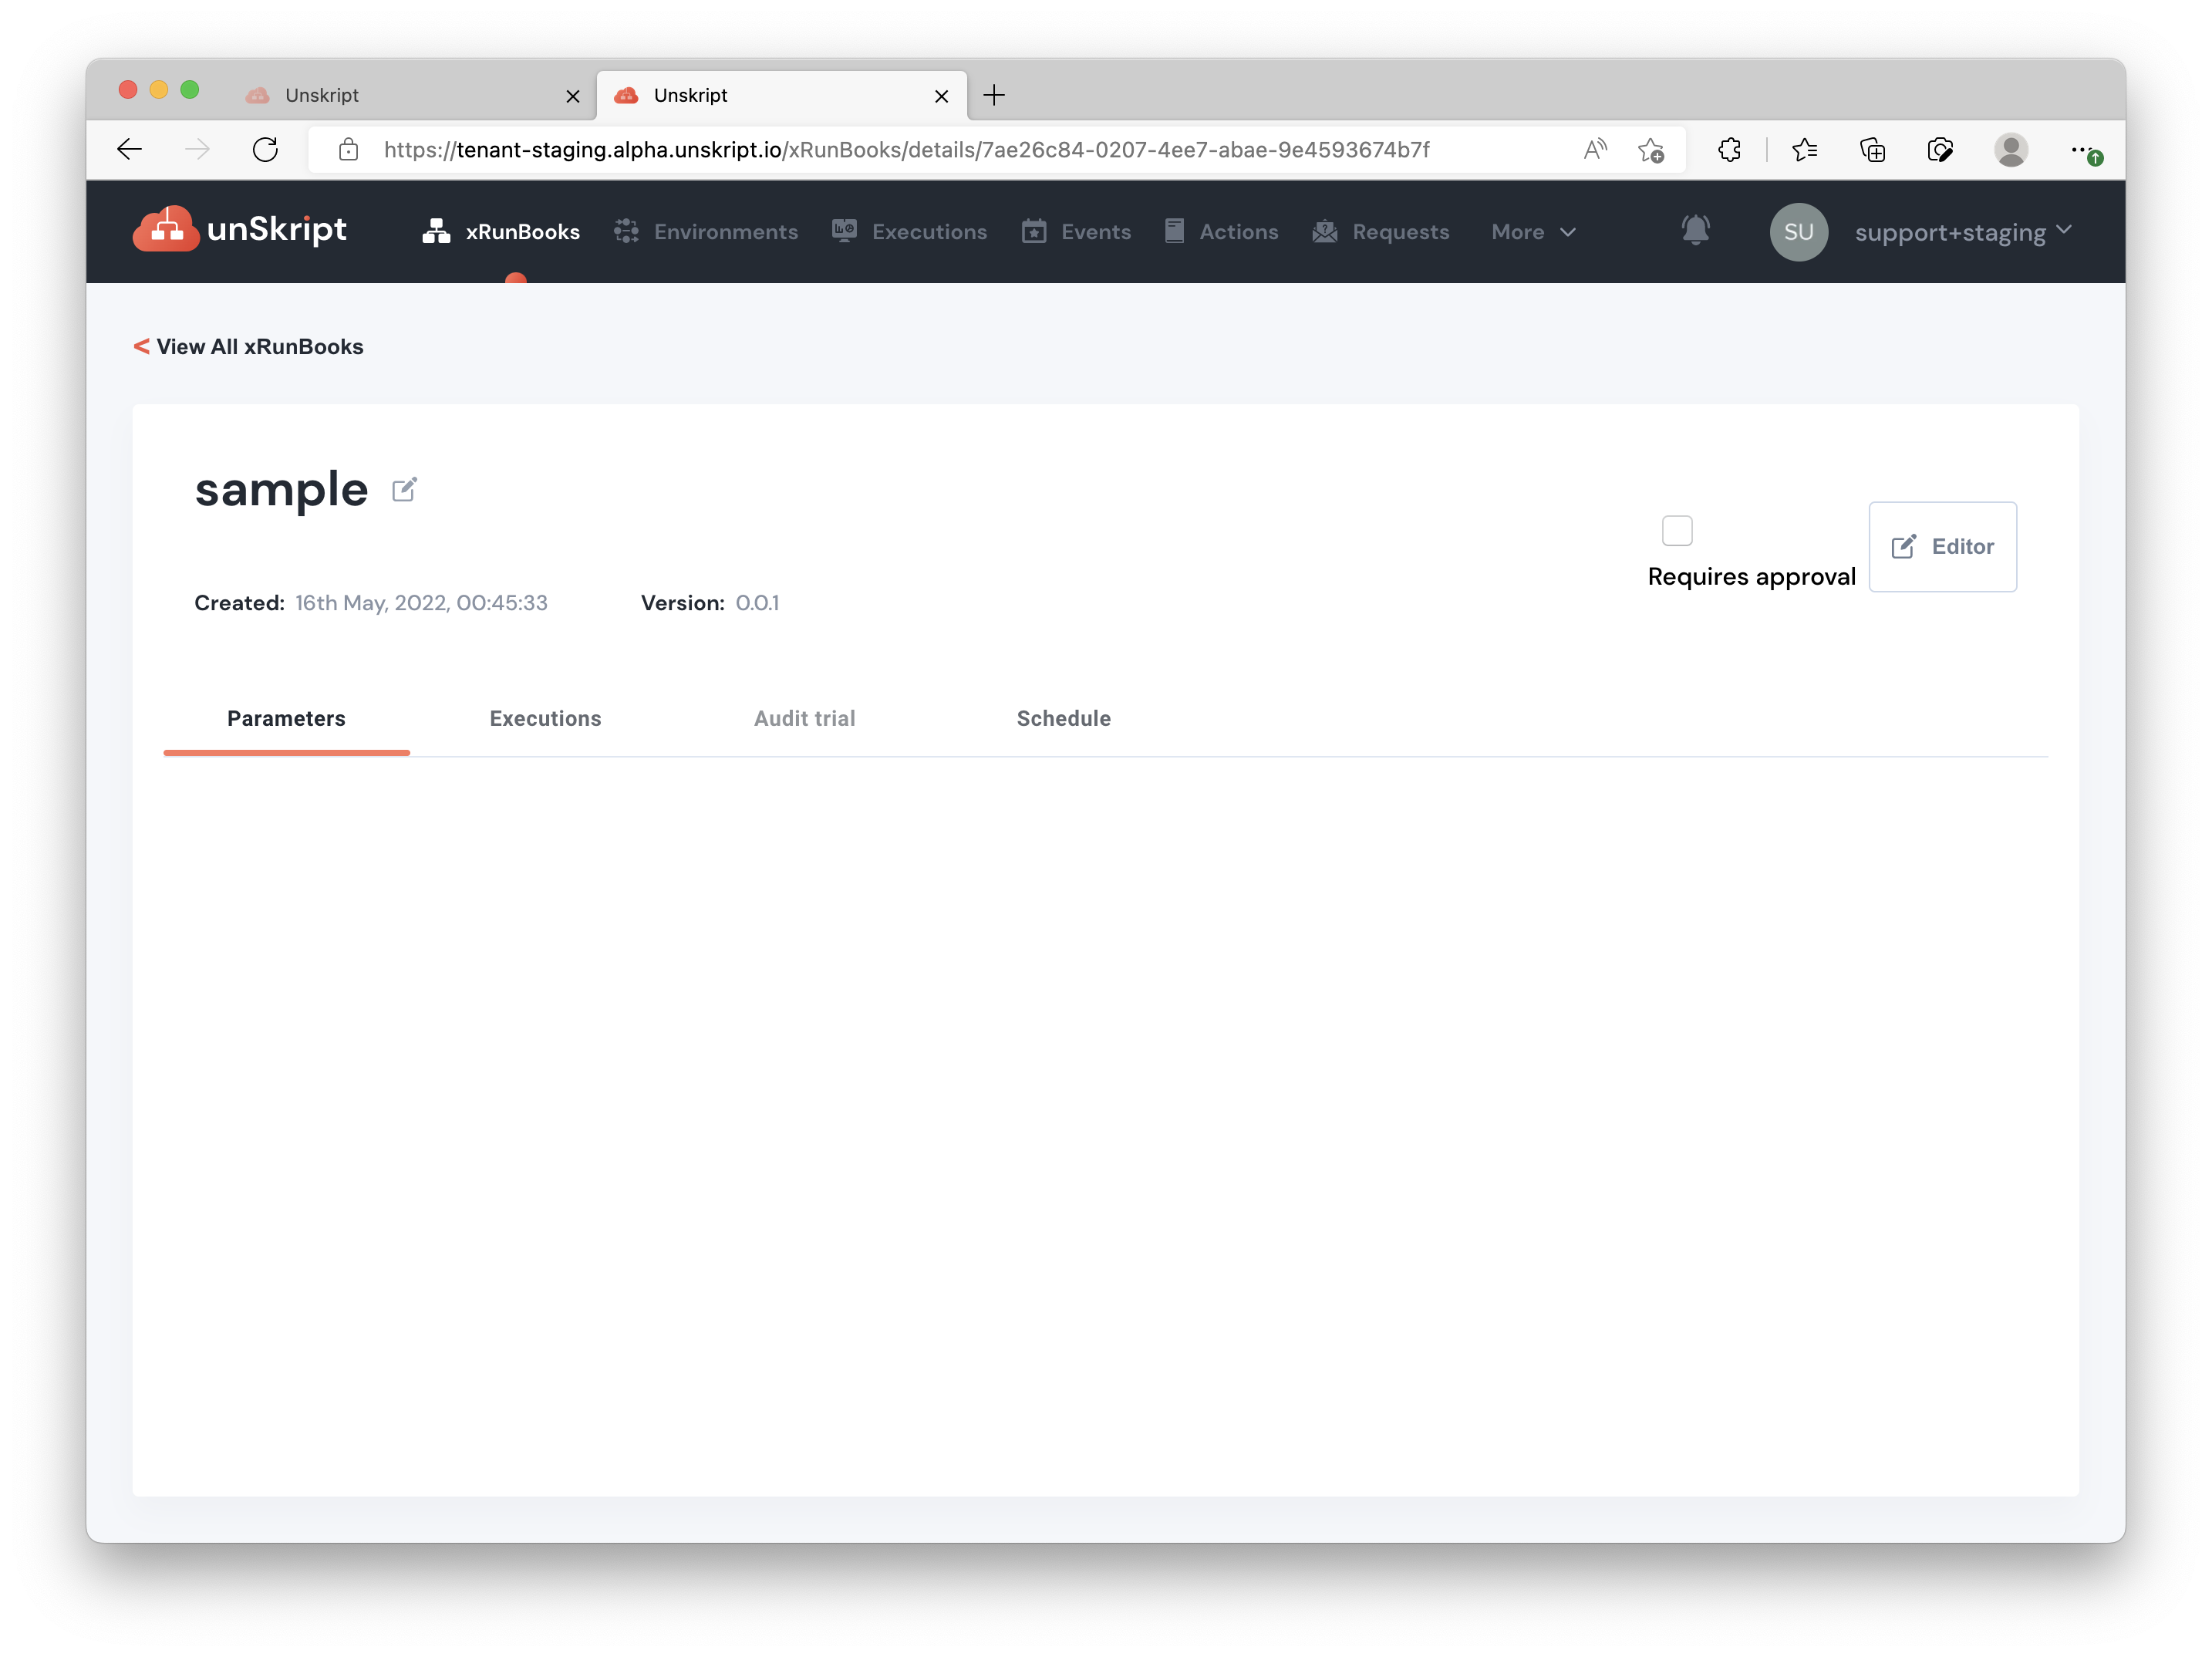 Unskript
Unskript
https://tenant-staging.alpha.unskript.io/xRunBooks/details/7ae26c84-0207-4ee7-abae-9e4593674b7f
unSkript
xRunBooks
Environments
Executions
Events
Actions
Requests
More
SU
support+staging
< View All xRunBooks
sample
Requires approval
Editor
Created: 16th May, 2022, 00:45:33
Version: 0.0.1
Parameters
Executions
Audit trial
Schedule